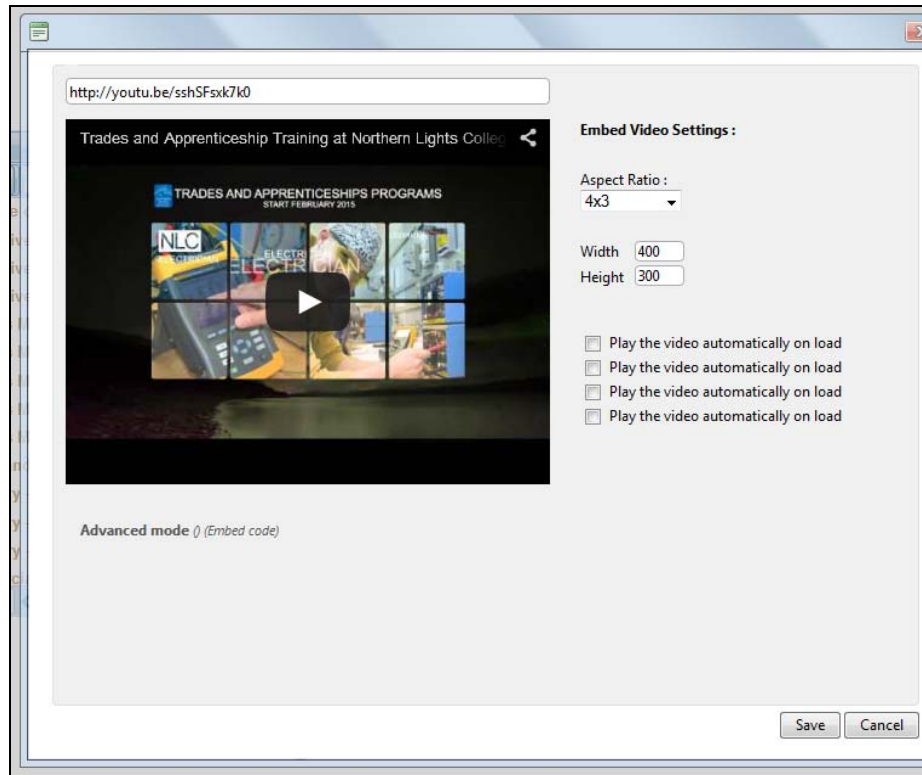 http://youtu.be/sshSFsxk7k0
Trades and Apprenticeship Training at Northern Lights Colleg
TRADES AND APPRENTICESHIPS PROGRAMS
START FEBRUARY 2015
NLC
ELECTRICIAN
ELECTRICIAN
Embed Video Settings :
Aspect Ratio :
4x3
Width 400
Height 300
Play the video automatically on load
Play the video automatically on load
Play the video automatically on load
Play the video automatically on load
Advanced mode () (Embed code)
Save Cancel